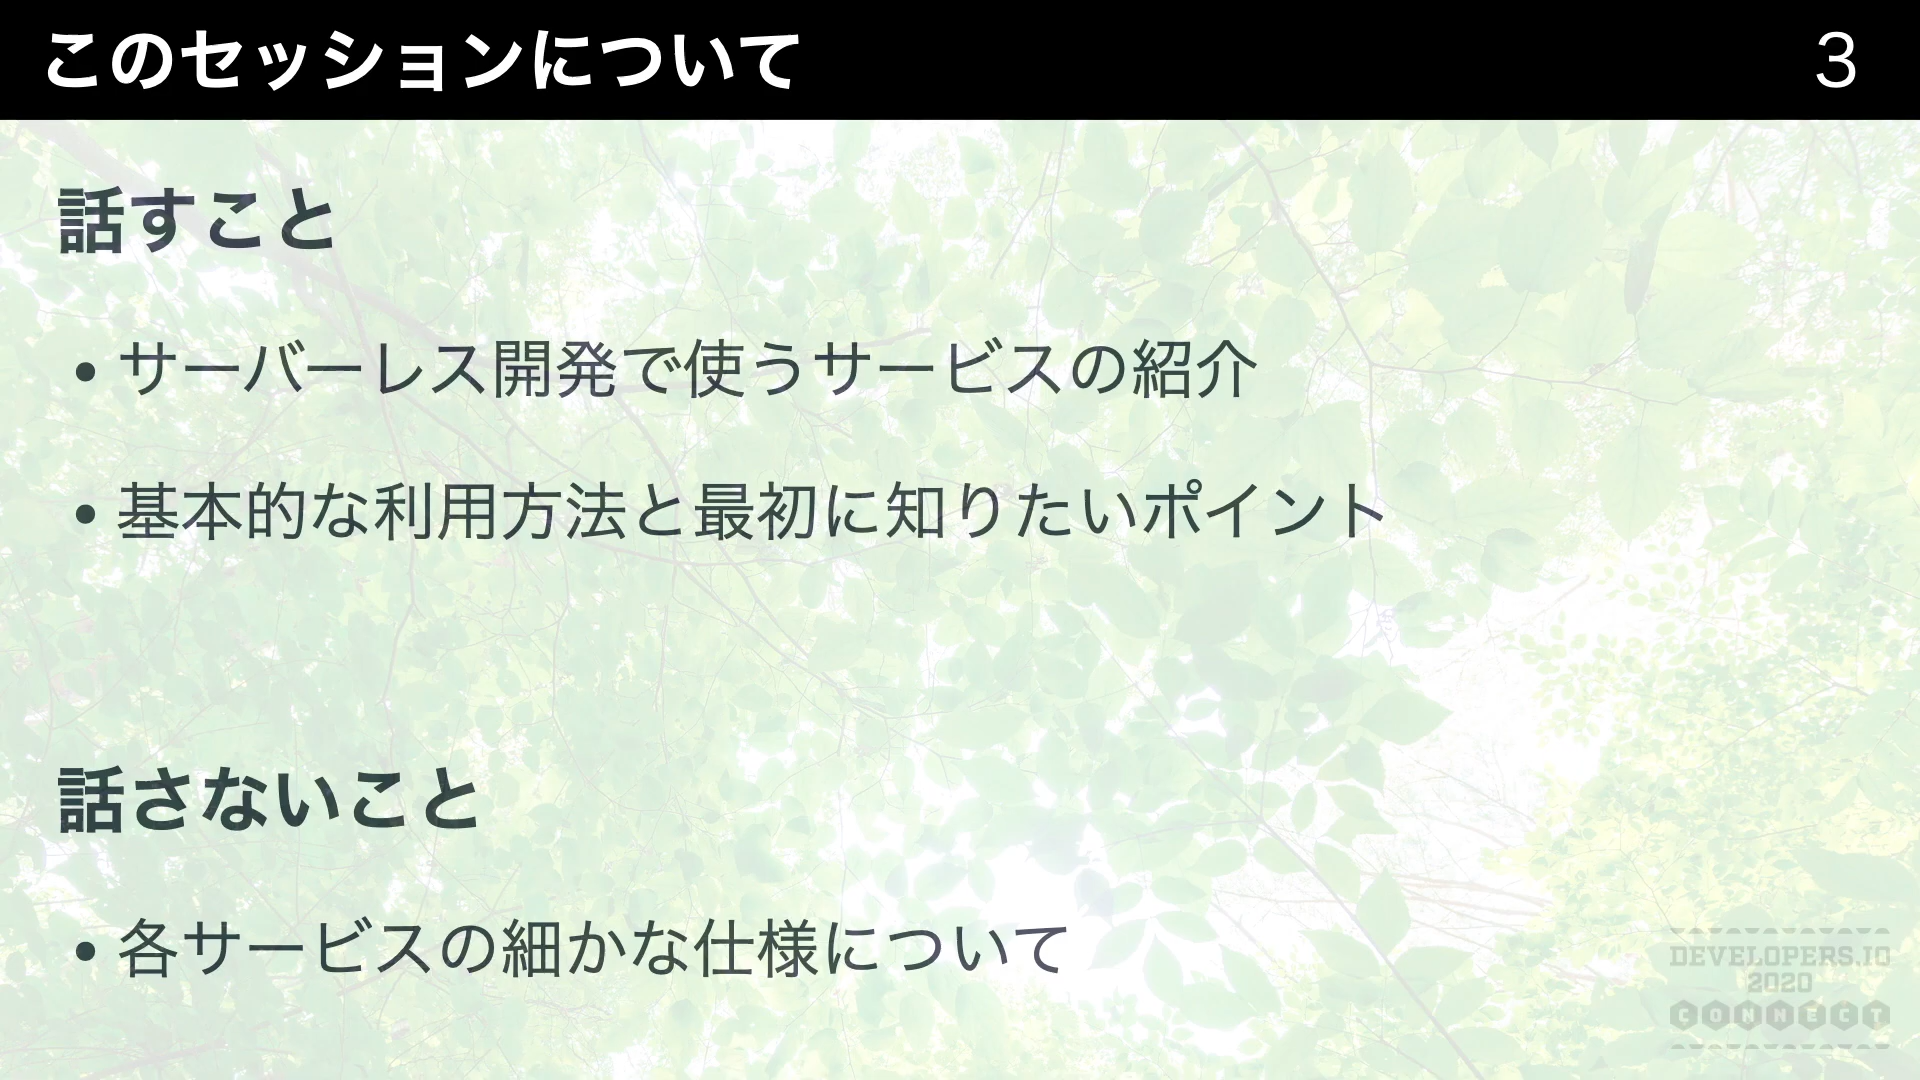 このセッションについて
3
話すこと
• サーバーレス開発で使うサービスの紹介
• 基本的な利用方法と最初に知りたいポイント
話さないこと
• 各サービスの細かな仕様について
DEVELOPERS.IO
2020
CONNECT